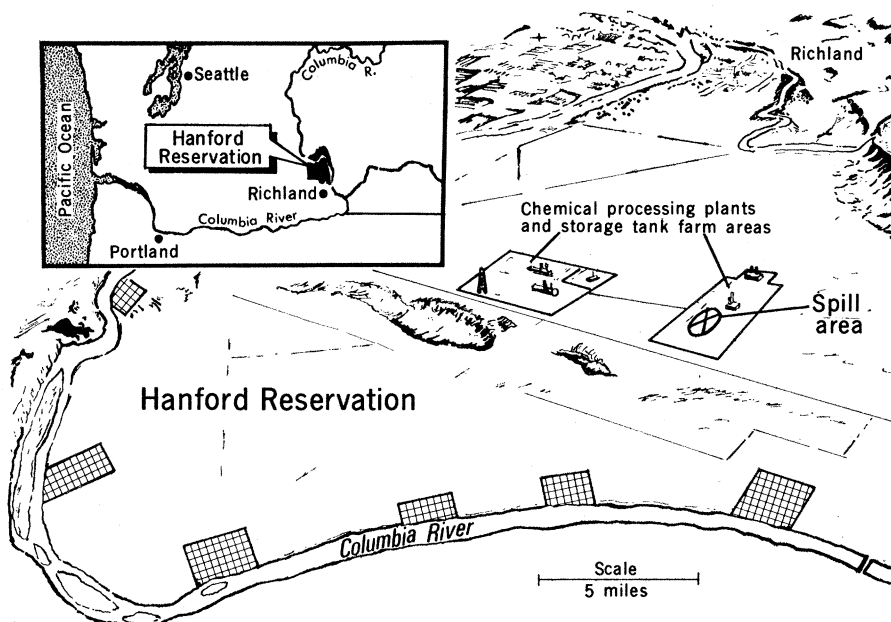 Seattle
Columbia
R.
Hanford
Reservation
Pacific Ocean
Richland
Columbia River
Portland
Richland
Chemical processing plants
and storage tank farm areas
Spill
area
Hanford Reservation
Columbia River
Scale
5 miles